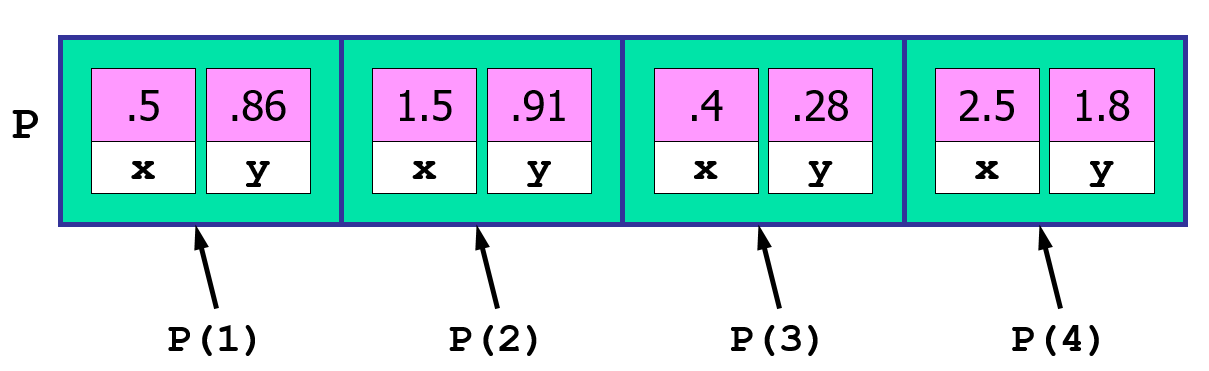 .5 .86 1.5 .91 .4 .28 2.5 1.8
P
x y x y x y x y
P(1) P(2) P(3) P(4)